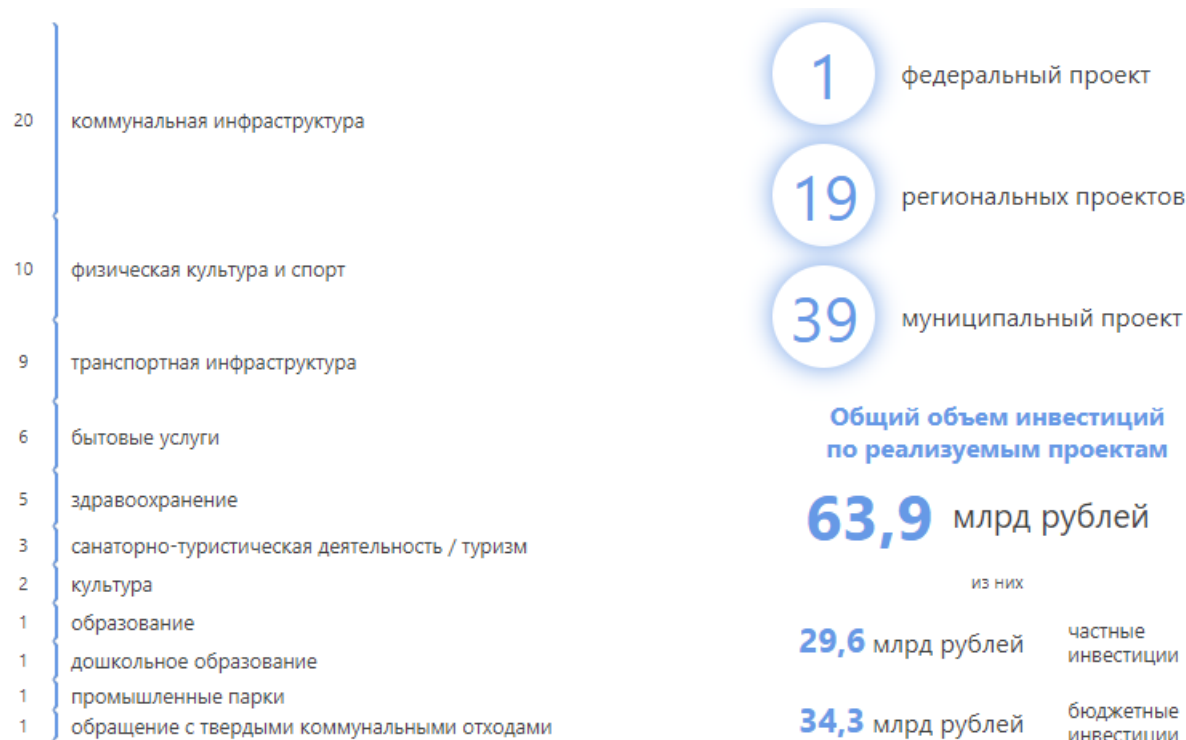 20 коммунальная инфраструктура
10 физическая культура и спорт
9 транспортная инфраструктура
6 бытовые услуги
5 здравоохранение
3 санаторно-туристическая деятельность / туризм
2 культура
1 образование
1 дошкольное образование
1 промышленные парки
1 обращение с твердыми коммунальными отходами
1 федеральный проект
19 региональных проектов
39 муниципальный проект
Общий объем инвестиций
по реализуемым проектам
63,9 млрд рублей
из них
29,6 млрд рублей
частные
инвестиции
34,3 млрд рублей
бюджетные
инвестиции